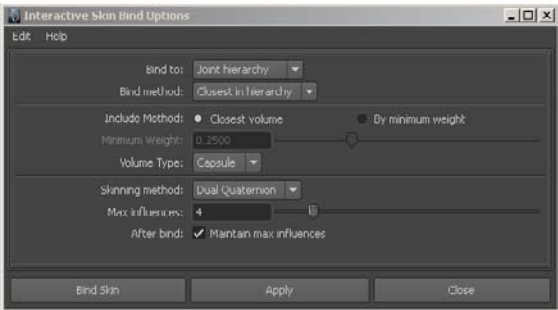 Interactive Skin Bind Options
Edit Help
Bind to: Joint hierarchy
Bind method: Closest in hierarchy
Include Method: Closest volume By minimum weight
Minimum Weight: 0.2500
Volume Type: Capsule
Skinning method: Dual Quaternion
Max influences: 4
After bind: Maintain max influences
Bind Skin Apply Close